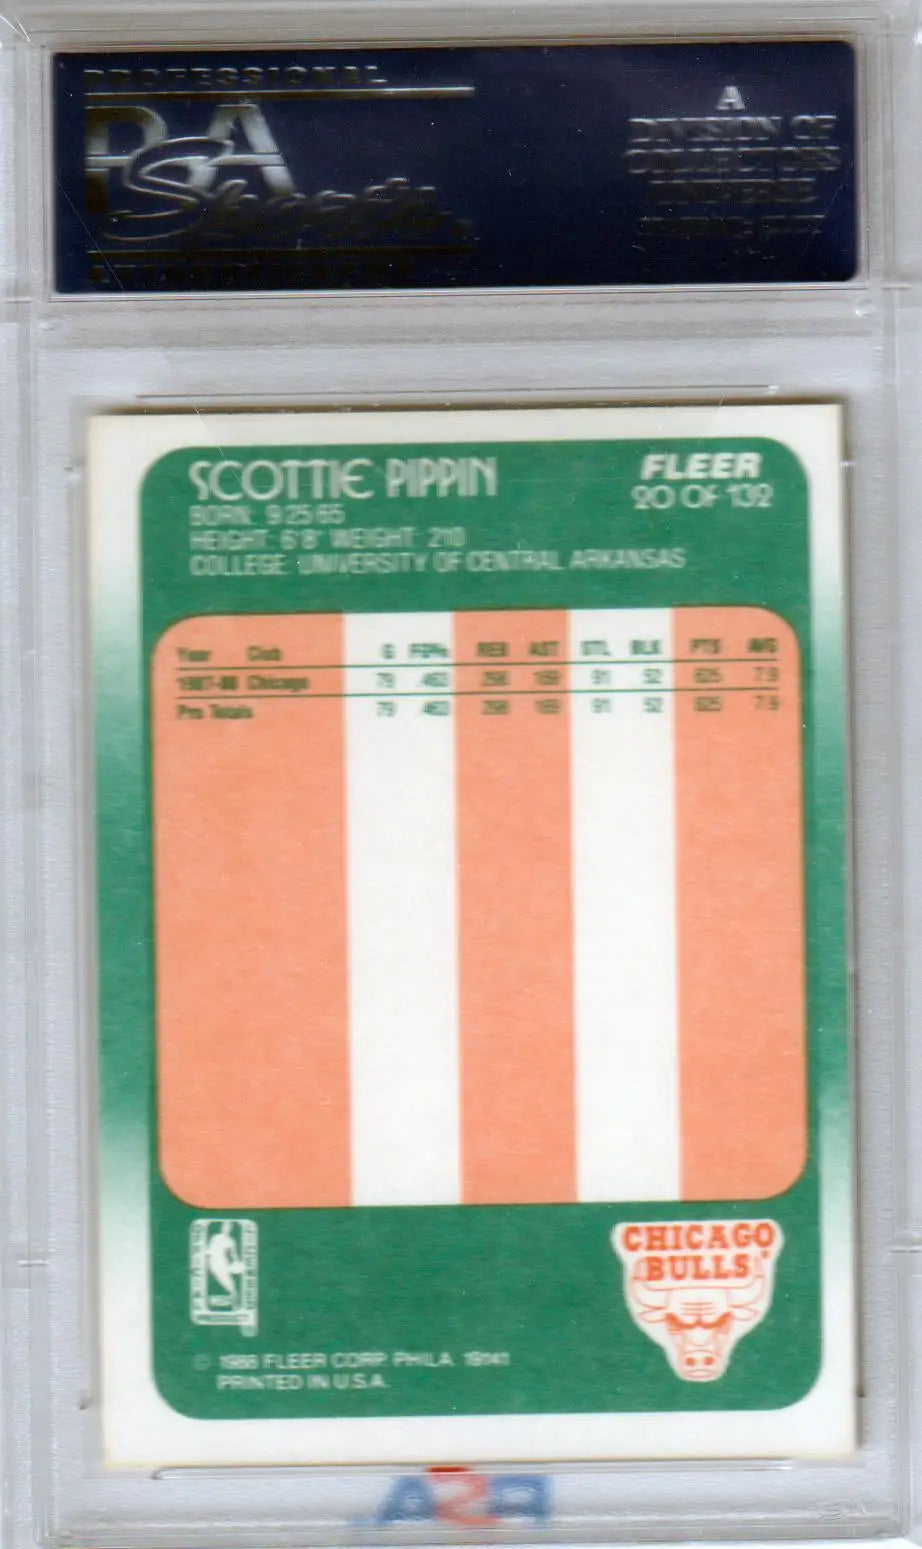 PROFESSIONAL
PSA
A
DIVISION OF
COLLECTORS
UNIVERSE
SCOTTIE PIPPIN
FLEER
20 OF 132
BORN: 9 25 65
HEIGHT: 6'8" WEIGHT: 210
COLLEGE: UNIVERSITY OF CENTRAL ARKANSAS
Year Club G FG% REB AST STL BLK PTS AVG
1987-88 Chicago 79 .463 298 169 91 52 625 7.9
Pro Totals 79 .463 298 169 91 52 625 7.9
CHICAGO
BULLS
© 1988 FLEER CORP. PHILA. 19141
PRINTED IN U.S.A.